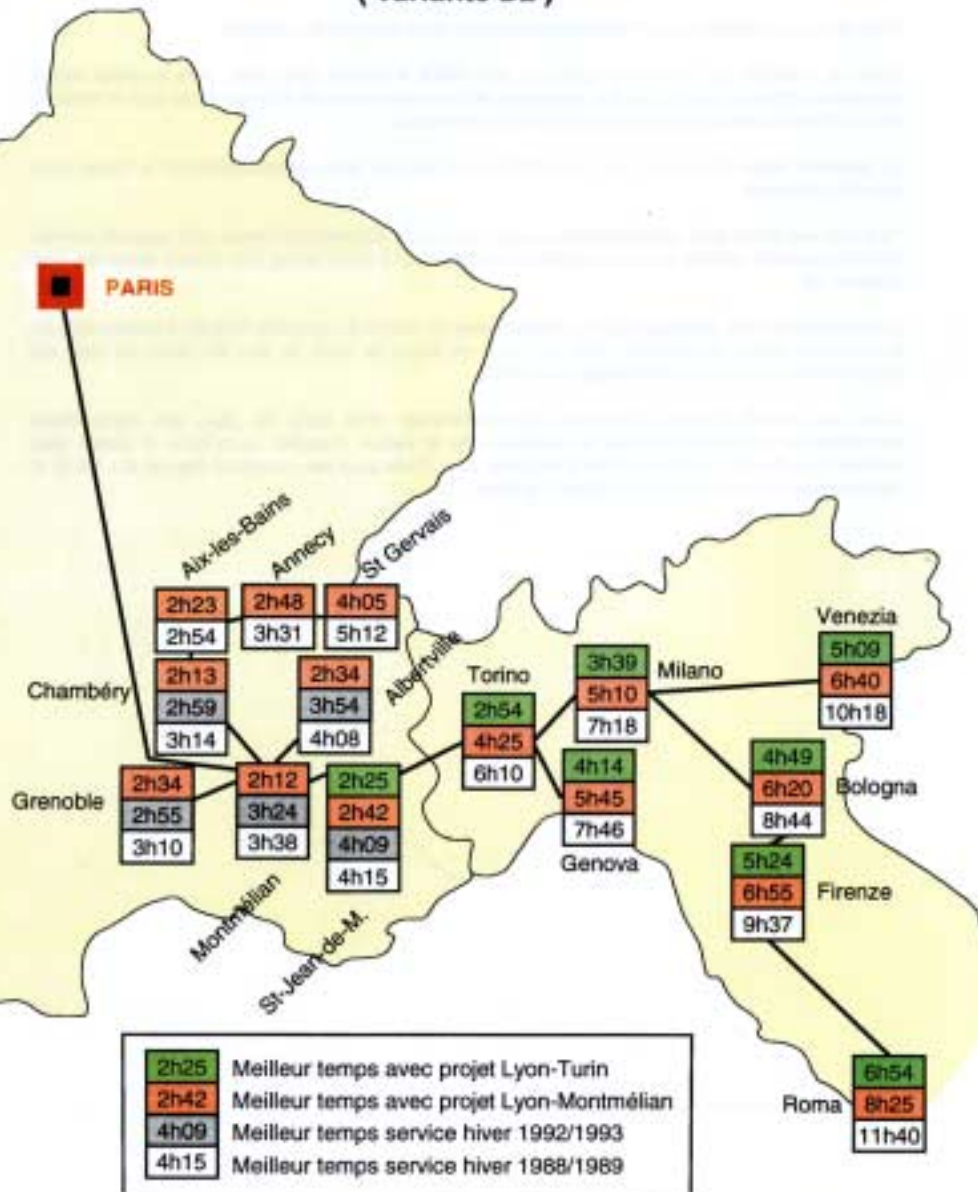 ( Variante B2 )
PARIS
Aix-les-Bains
Annecy
St Gervais
2h23
2h54
2h48
3h31
4h05
5h12
Chambéry
2h13
2h59
3h14
Albertville
2h34
3h54
4h08
Grenoble
2h34
2h55
3h10
2h12
3h24
3h38
Montmélian
2h25
2h42
4h09
4h15
St-Jean-de-M.
Torino
2h54
4h25
6h10
Milano
3h39
5h10
7h18
4h14
5h45
7h46
Genova
Venezia
5h09
6h40
10h18
4h49
6h20
8h44
Bologna
5h24
6h55
9h37
Firenze
Roma
6h54
8h25
11h40
2h25 Meilleur temps avec projet Lyon-Turin
2h42 Meilleur temps avec projet Lyon-Montmélian
4h09 Meilleur temps service hiver 1992/1993
4h15 Meilleur temps service hiver 1988/1989